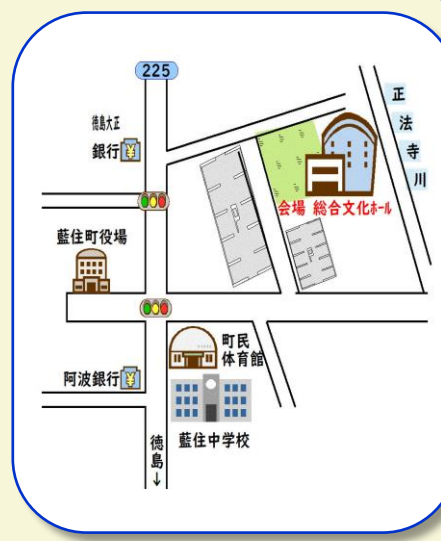 225
徳島大正
銀行
正法寺川
会場 総合文化ホール
藍住町役場
町民
体育館
阿波銀行
藍住中学校
徳島
↓